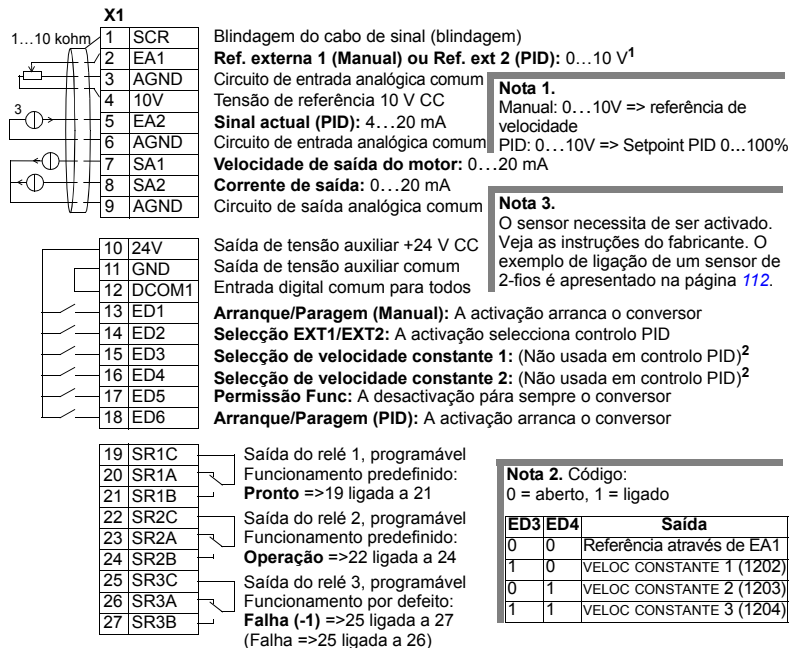 X1
1…10 kohm
1 SCR Blindagem do cabo de sinal (blindagem)
2 EA1 Ref. externa 1 (Manual) ou Ref. ext 2 (PID): 0…10 V1
3 AGND Circuito de entrada analógica comum
4 10V Tensão de referência 10 V CC
3
5 EA2 Sinal actual (PID): 4…20 mA
6 AGND Circuito de entrada analógica comum
7 SA1 Velocidade de saída do motor: 0…20 mA
8 SA2 Corrente de saída: 0…20 mA
9 AGND Circuito de saída analógica comum
Nota 1.
Manual: 0…10V => referência de
velocidade
PID: 0…10V => Setpoint PID 0...100%
Nota 3.
O sensor necessita de ser activado.
Veja as instruções do fabricante. O
exemplo de ligação de um sensor de
2-fios é apresentado na página 112.
10 24V Saída de tensão auxiliar +24 V CC
11 GND Saída de tensão auxiliar comum
12 DCOM1 Entrada digital comum para todos
13 ED1 Arranque/Paragem (Manual): A activação arranca o conversor
14 ED2 Selecção EXT1/EXT2: A activação selecciona controlo PID
15 ED3 Selecção de velocidade constante 1: (Não usada em controlo PID)2
16 ED4 Selecção de velocidade constante 2: (Não usada em controlo PID)2
17 ED5 Permissão Func: A desactivação pára sempre o conversor
18 ED6 Arranque/Paragem (PID): A activação arranca o conversor
19 SR1C Saída do relé 1, programável
20 SR1A Funcionamento predefinido:
21 SR1B Pronto =>19 ligada a 21
22 SR2C Saída do relé 2, programável
23 SR2A Funcionamento predefinido:
24 SR2B Operação =>22 ligada a 24
25 SR3C Saída do relé 3, programável
26 SR3A Funcionamento por defeito:
27 SR3B Falha (-1) =>25 ligada a 27
(Falha =>25 ligada a 26)
Nota 2. Código:
0 = aberto, 1 = ligado
ED3 ED4 Saída
0 0 Referência através de EA1
1 0 VELOC CONSTANTE 1 (1202)
0 1 VELOC CONSTANTE 2 (1203)
1 1 VELOC CONSTANTE 3 (1204)